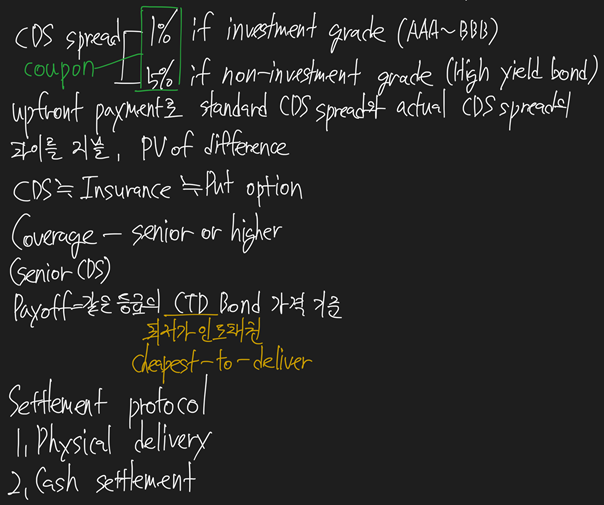 CDS spread 1% if investment grade (AAA~BBB)
coupon 5% if non-investment grade (High yield bond)
upfront payment로 standard CDS spread와 actual CDS spread의
차이를 지불, PV of difference
CDS≒Insurance≒Put option
Coverage – senior or higher
(senior CDS)
Payoff=같은 등급의 CTD Bond 가격 기준
최저가인도채권
cheapest-to-deliver
Settlement protocol
1, Physical delivery
2, Cash settlement